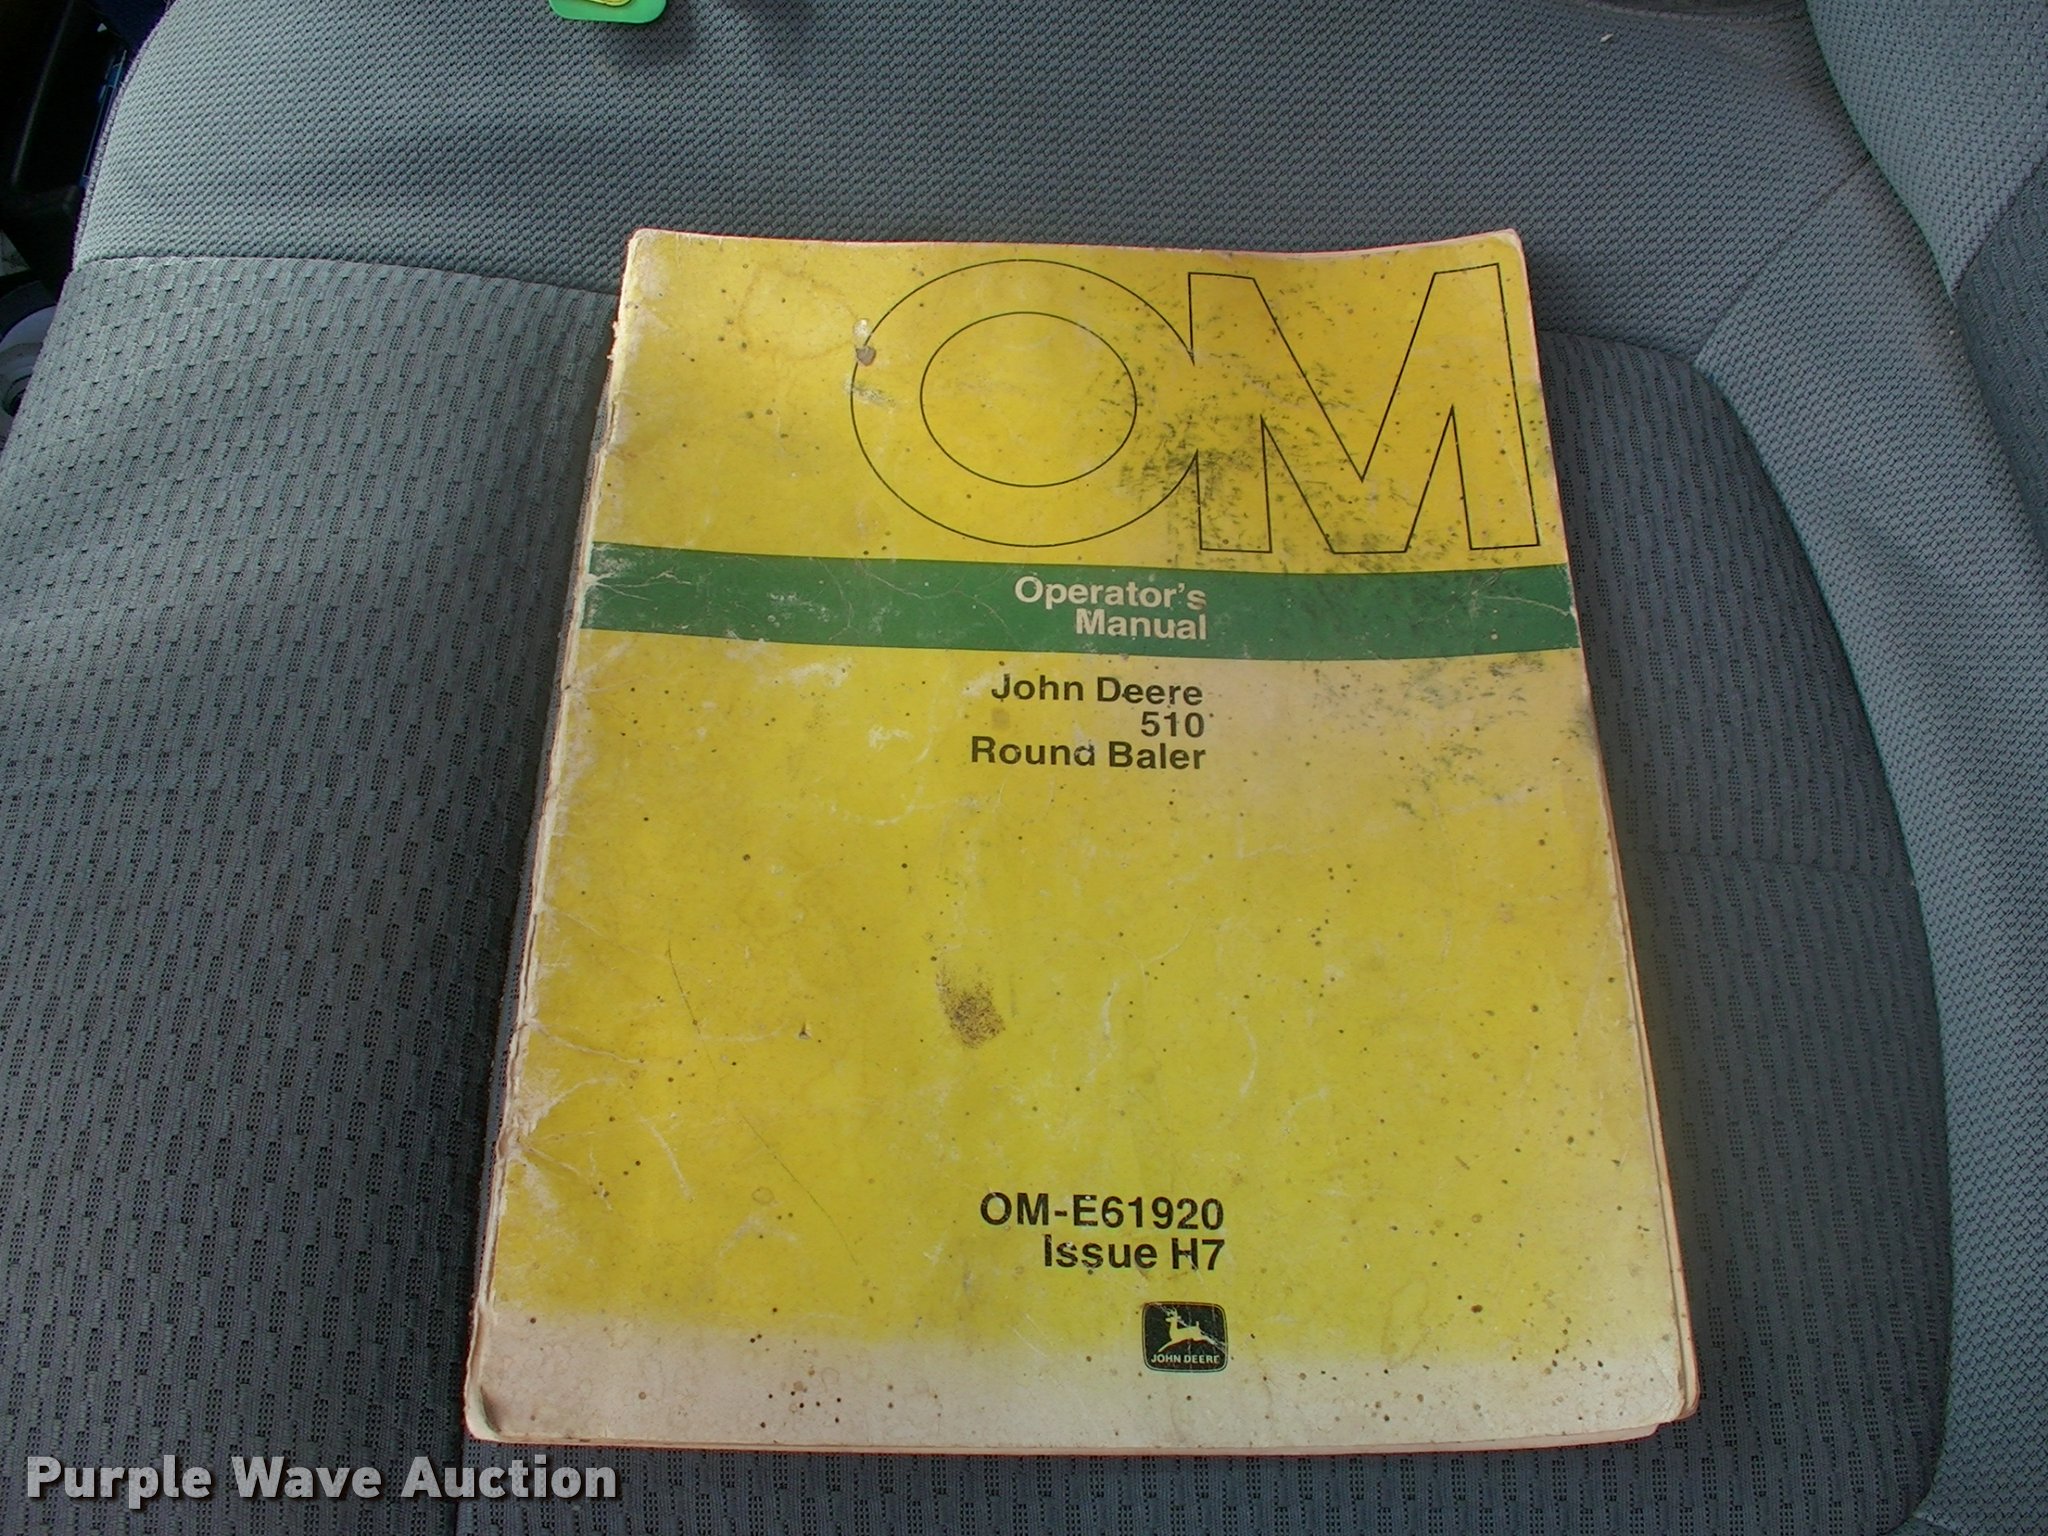 OM
Operator's
Manual
John Deere
510
Round Baler
OM-E61920
Issue H7
JOHN DEERE
Purple Wave Auction